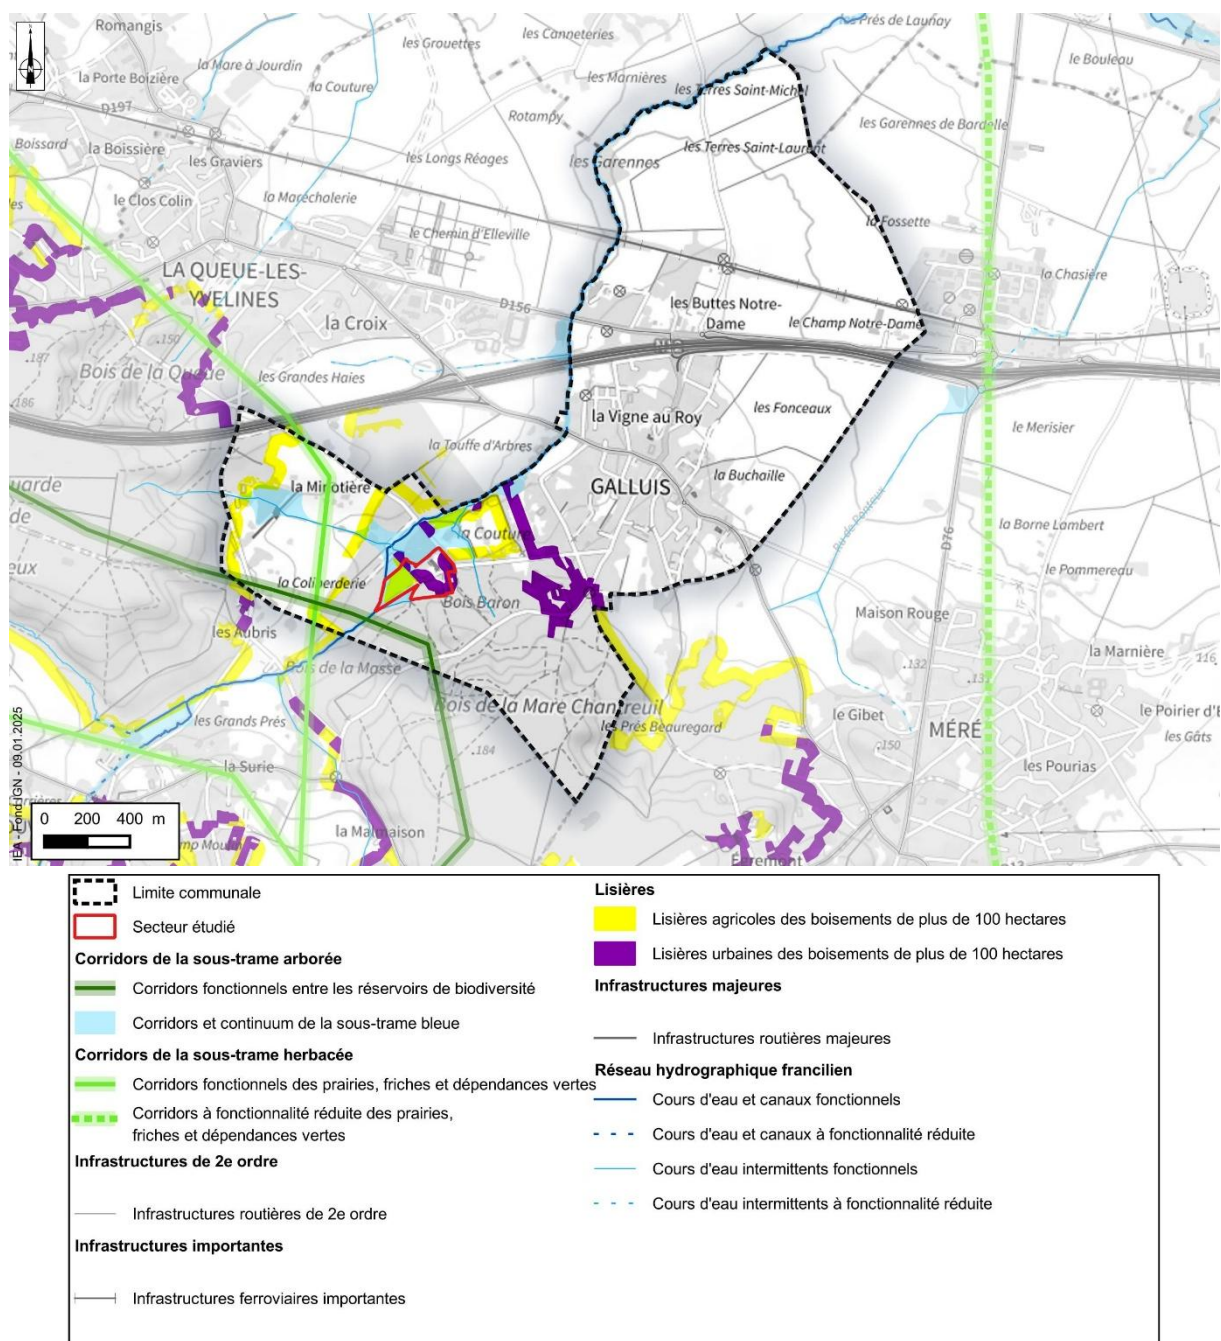 Romangis
les Canneteries
les Prés de Launay
les Grouettes
la Mare à Jourdin
la Porte Boizière
les Marnières
le Bouleau
la Couture
les Terres Saint-Michel
D197
Rotampy
les Garennes de Bardelle
Boissard
la Boissière
les Graviers
les Longs Réages
les Garennes
les Terres Saint-Laurent
le Clos Colin
la Maréchalerie
la Fossette
le Chemin d'Elleville
LA QUEUE-LES-
YVELINES
la Chasière
D156
les Buttes Notre-
Dame
la Croix
le Champ Notre-Dame
150
187
Bois de la Queue
les Grandes Haies
186
la Vigne au Roy
les Fonceaux
le Merisier
la Touffe d'Arbres
la Buchaille
GALLUIS
la Couture
la Borne Lambert
D76
le Pommereau
Bois Baron
Maison Rouge
les Aubris
la Marnière
116
Bois de la Masse
132
Bois de la Mare Chantreuil
les Grands Prés
les Prés Beauregard
le Gibet
MÉRÉ
le Poirier d'E
les Gâts
184
150
la Surie
les Pourias
la Malmaison
IEA - Fond IGN - 09.01.2025
0 200 400 m
Limite communale
Secteur étudié
Corridors de la sous-trame arborée
Corridors fonctionnels entre les réservoirs de biodiversité
Corridors et continuum de la sous-trame bleue
Corridors de la sous-trame herbacée
Corridors fonctionnels des prairies, friches et dépendances vertes
Corridors à fonctionnalité réduite des prairies,
friches et dépendances vertes
Infrastructures de 2e ordre
Infrastructures routières de 2e ordre
Infrastructures importantes
Infrastructures ferroviaires importantes
Lisières
Lisières agricoles des boisements de plus de 100 hectares
Lisières urbaines des boisements de plus de 100 hectares
Infrastructures majeures
Infrastructures routières majeures
Réseau hydrographique francilien
Cours d'eau et canaux fonctionnels
Cours d'eau et canaux à fonctionnalité réduite
Cours d'eau intermittents fonctionnels
Cours d'eau intermittents à fonctionnalité réduite